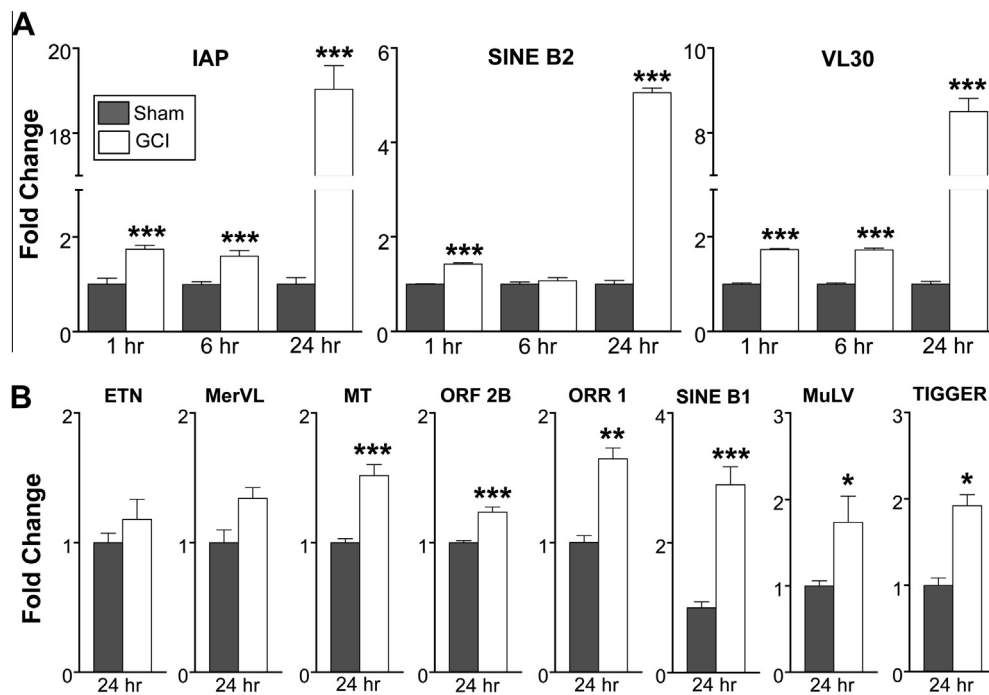 A
IAP
SINE B2
VL30
Fold Change
20
18
2
0
Sham
GCI
***
***
***
1 hr
6 hr
24 hr
6
4
2
0
***
***
1 hr
6 hr
24 hr
10
8
2
0
***
***
***
1 hr
6 hr
24 hr
B
ETN
MerVL
MT
ORF 2B
ORR 1
SINE B1
MuLV
TIGGER
Fold Change
2
1
0
24 hr
2
1
0
24 hr
2
1
0
***
24 hr
2
1
0
***
24 hr
2
1
0
**
24 hr
4
2
0
***
24 hr
3
2
1
0
*
24 hr
3
2
1
0
*
24 hr